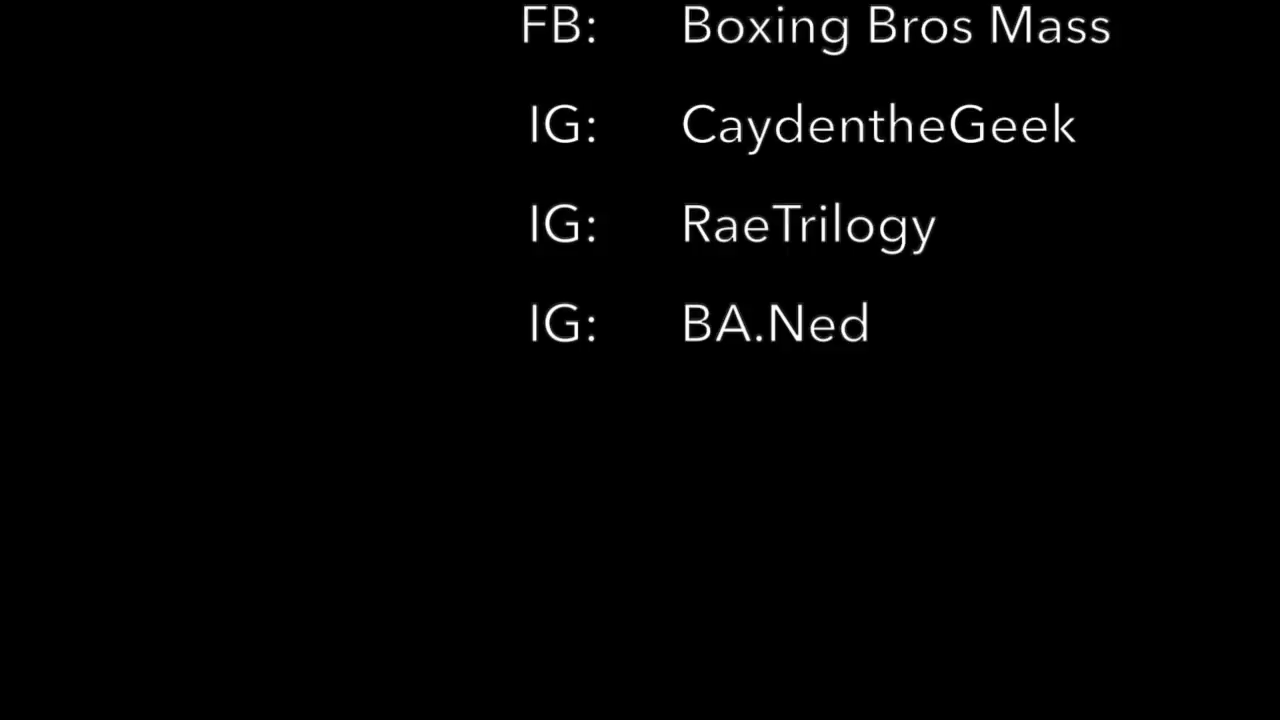 FB: Boxing Bros Mass
IG: CaydentheGeek
IG: RaeTrilogy
IG: BA.Ned